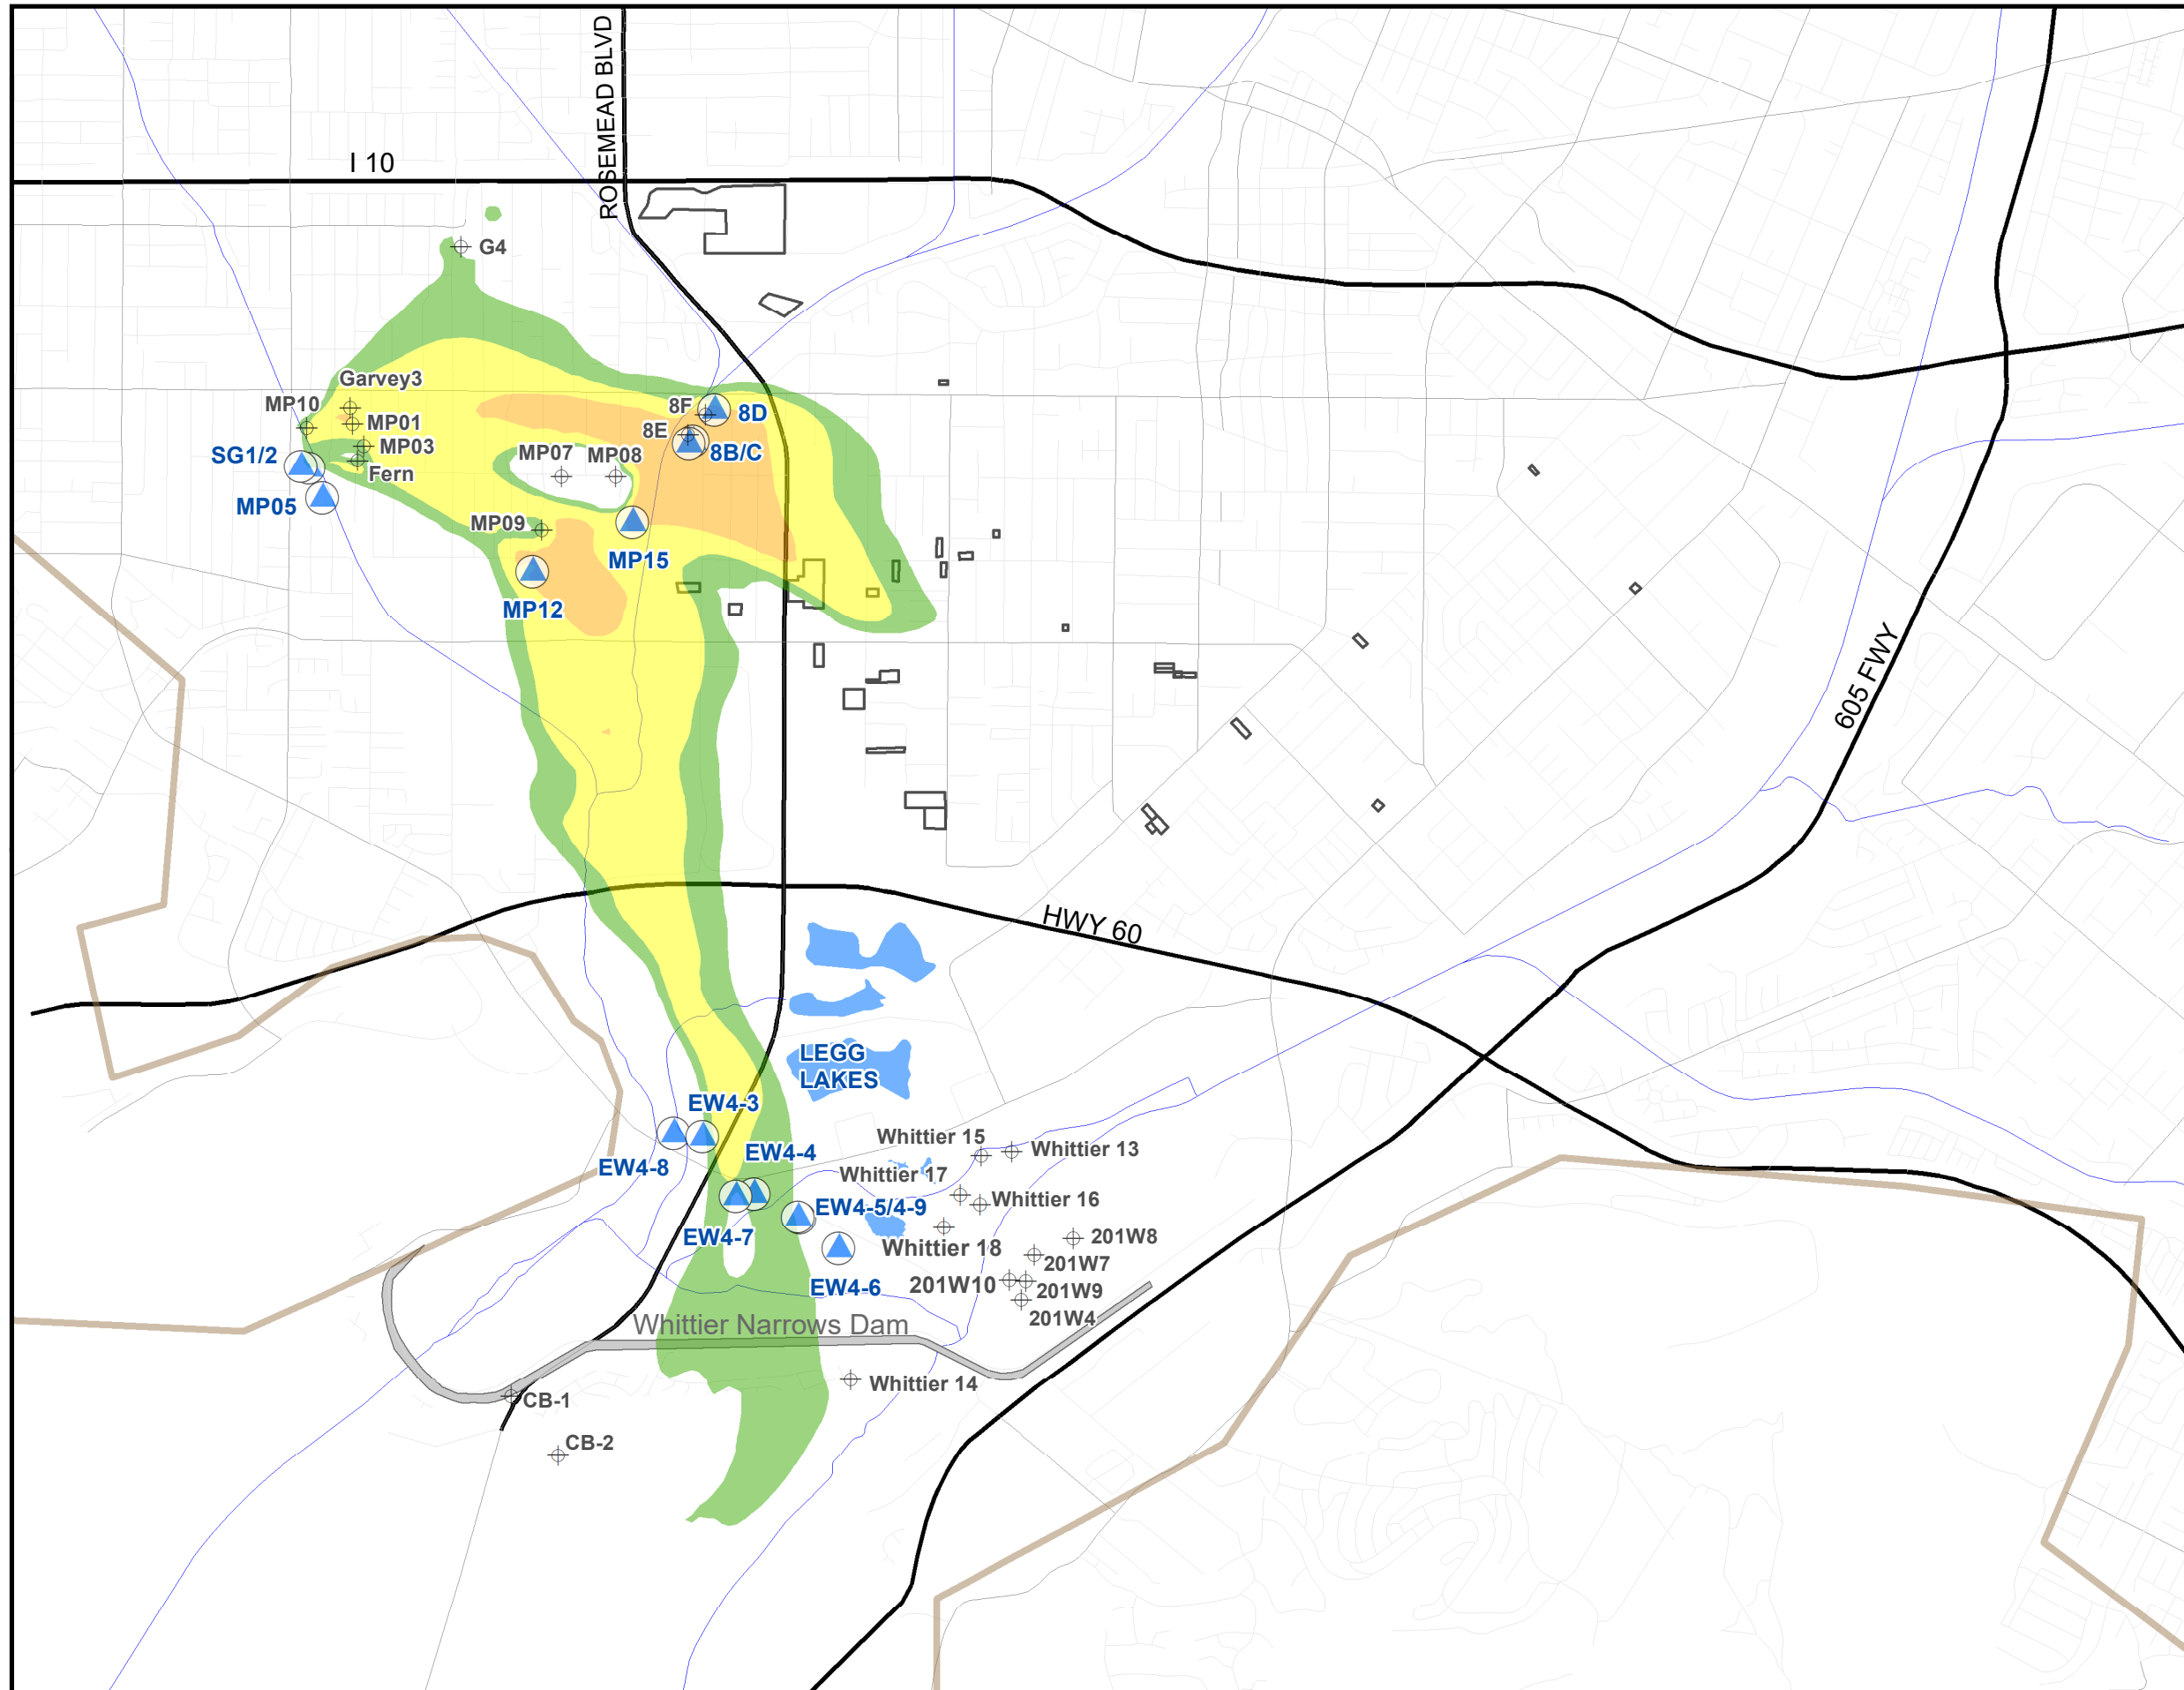 ROSEMEAD BLVD
I 10
G4
Garvey3
MP10
MP01
MP03
Fern
SG1/2
MP05
8F
8D
8E
8B/C
MP07
MP08
MP09
MP15
MP12
605 FWY
HWY 60
LEGG
LAKES
EW4-3
EW4-4
EW4-8
Whittier 15
Whittier 13
Whittier 17
Whittier 16
EW4-5/4-9
EW4-7
Whittier 18
201W8
201W7
EW4-6
201W10
201W9
201W4
Whittier Narrows Dam
Whittier 14
CB-1
CB-2